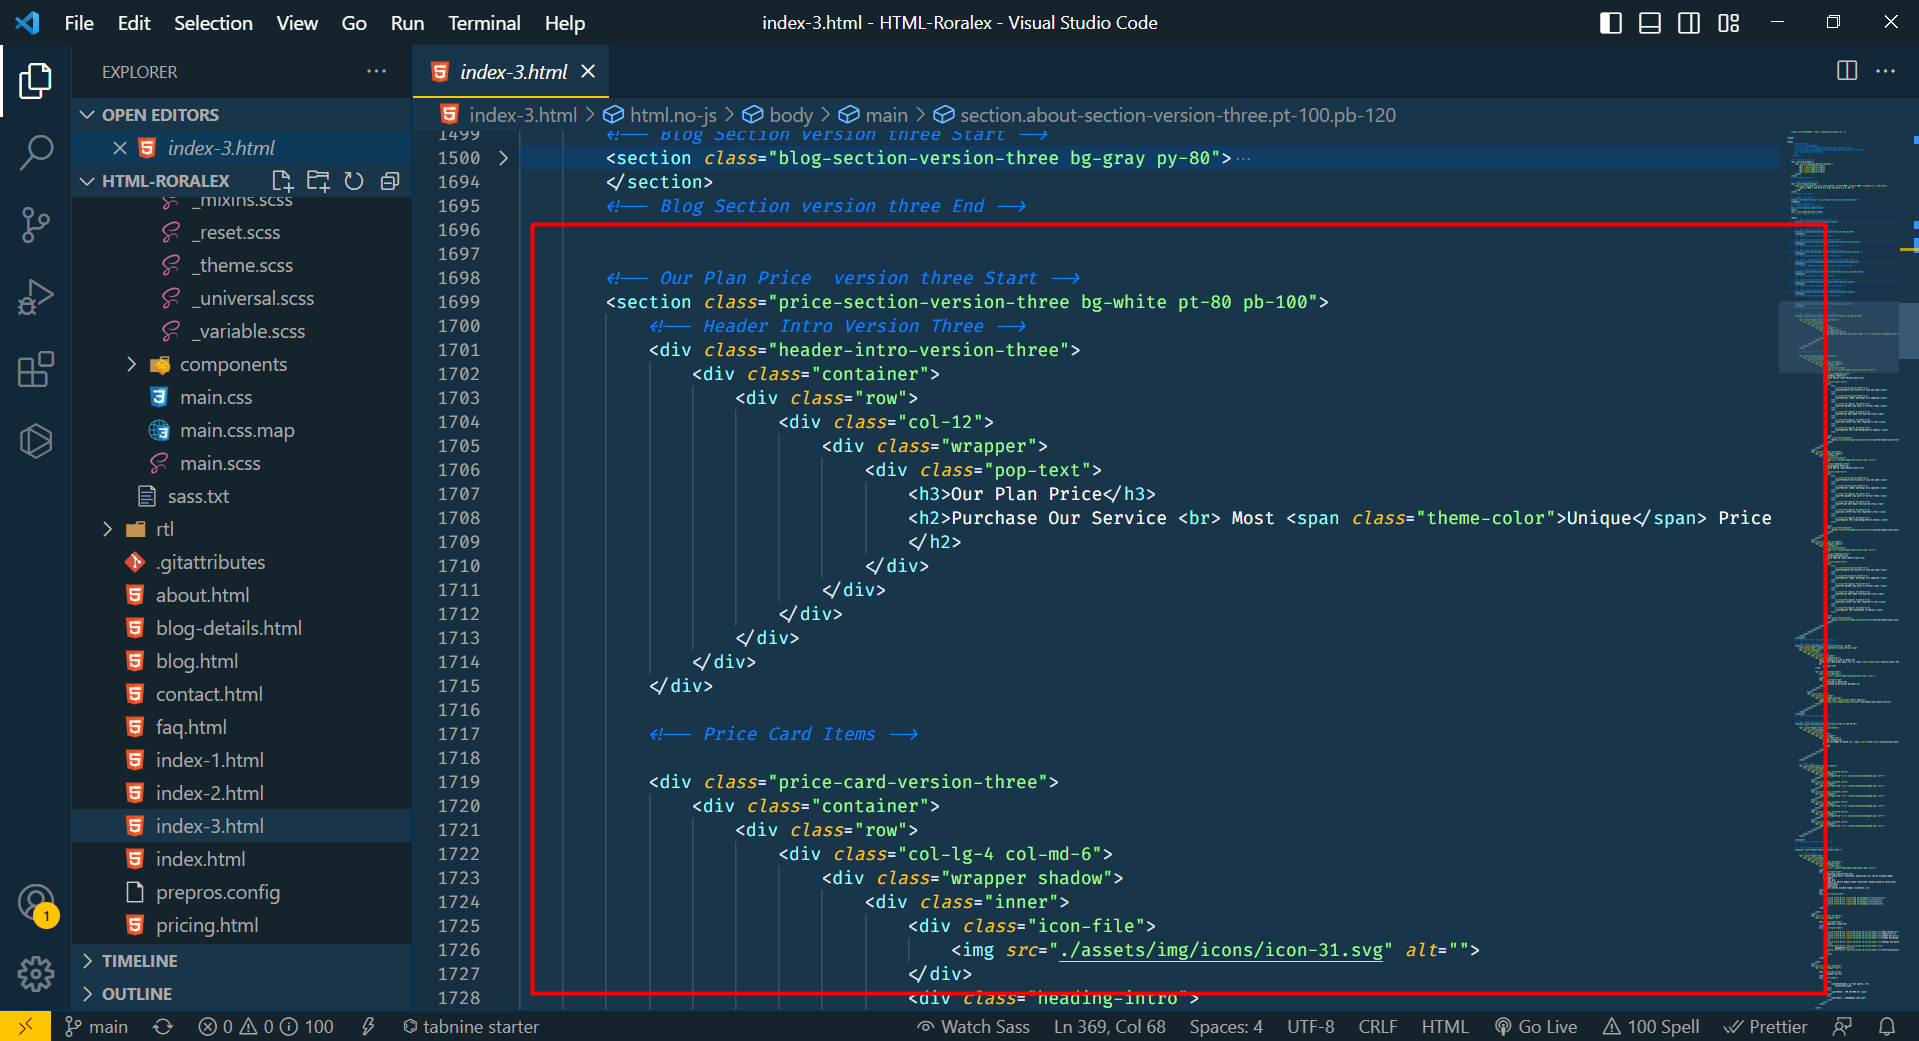 File Edit Selection View Go Run Terminal Help
index-3.html - HTML-Roralex - Visual Studio Code
EXPLORER
OPEN EDITORS
index-3.html
HTML-RORALEX
_mixins.scss
_reset.scss
_theme.scss
_universal.scss
_variable.scss
components
main.css
main.css.map
main.scss
sass.txt
rtl
.gitattributes
about.html
blog-details.html
blog.html
contact.html
faq.html
index-1.html
index-2.html
index-3.html
index.html
prepros.config
pricing.html
TIMELINE
OUTLINE
1
index-3.html
index-3.html > html.no-js > body > main > section.about-section-version-three.pt-100.pb-120
1499 <!-- Blog Section version three Start -->
1500 <section class="blog-section-version-three bg-gray py-80">…
1694 </section>
1695 <!-- Blog Section version three End -->
1696
1697
1698 <!-- Our Plan Price  version three Start -->
1699 <section class="price-section-version-three bg-white pt-80 pb-100">
1700 <!-- Header Intro Version Three -->
1701 <div class="header-intro-version-three">
1702 <div class="container">
1703 <div class="row">
1704 <div class="col-12">
1705 <div class="wrapper">
1706 <div class="pop-text">
1707 <h3>Our Plan Price</h3>
1708 <h2>Purchase Our Service <br> Most <span class="theme-color">Unique</span> Price
1709 </h2>
1710 </div>
1711 </div>
1712 </div>
1713 </div>
1714 </div>
1715 </div>
1716
1717 <!-- Price Card Items -->
1718
1719 <div class="price-card-version-three">
1720 <div class="container">
1721 <div class="row">
1722 <div class="col-lg-4 col-md-6">
1723 <div class="wrapper shadow">
1724 <div class="inner">
1725 <div class="icon-file">
1726 <img src="./assets/img/icons/icon-31.svg" alt="">
1727 </div>
1728 <div class="heading-intro">
main 0 0 100 tabnine starter Watch Sass Ln 369, Col 68 Spaces: 4 UTF-8 CRLF HTML Go Live 100 Spell Prettier